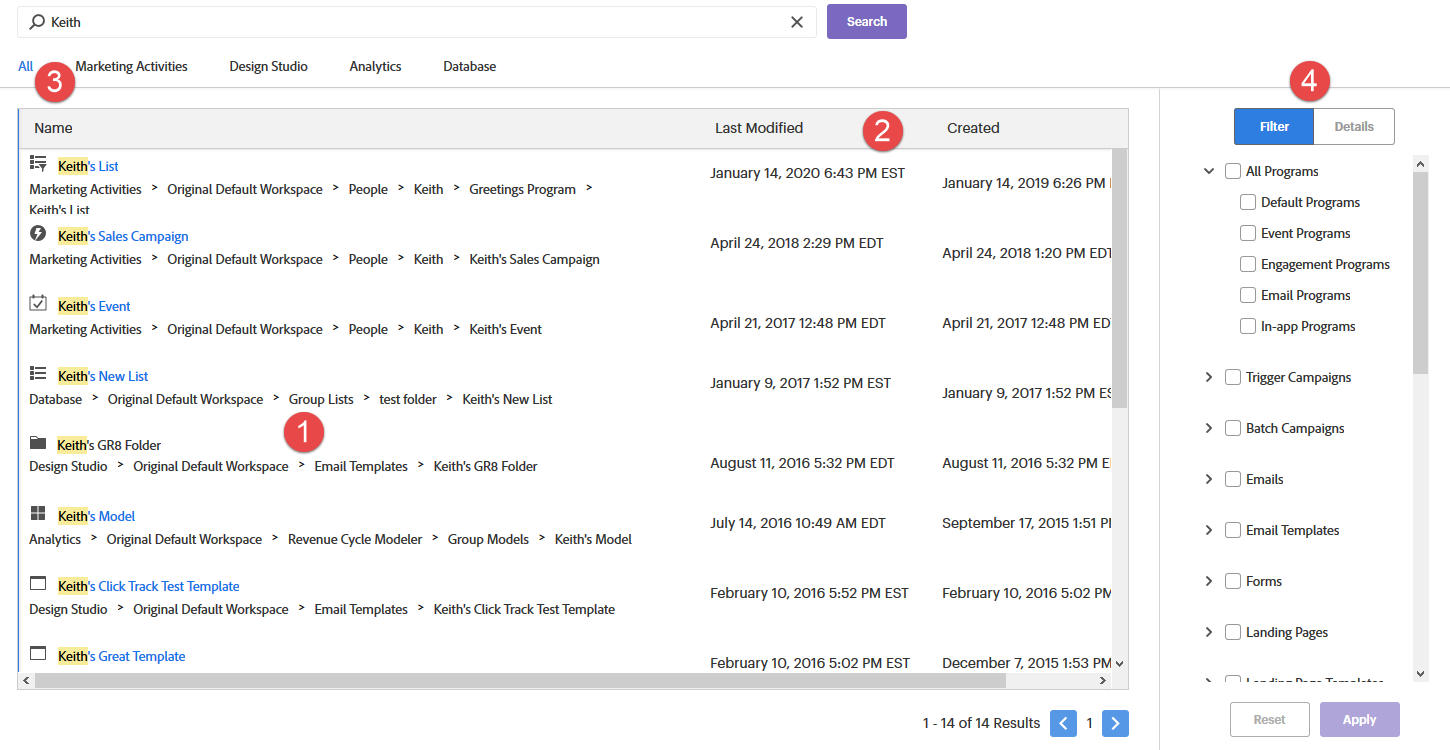 Keith
Search
All Marketing Activities Design Studio Analytics Database
3
4
Name Last Modified Created
2
Filter Details
Keith's List
Marketing Activities > Original Default Workspace > People > Keith > Greetings Program >
Keith's List
January 14, 2020 6:43 PM EST
January 14, 2019 6:26 PM
Keith's Sales Campaign
Marketing Activities > Original Default Workspace > People > Keith > Keith's Sales Campaign
April 24, 2018 2:29 PM EDT
April 24, 2018 1:20 PM EDT
Keith's Event
Marketing Activities > Original Default Workspace > People > Keith > Keith's Event
April 21, 2017 12:48 PM EDT
April 21, 2017 12:48 PM ED
Keith's New List
Database > Original Default Workspace > Group Lists > test folder > Keith's New List
January 9, 2017 1:52 PM EST
January 9, 2017 1:52 PM ES
1
Keith's GR8 Folder
Design Studio > Original Default Workspace > Email Templates > Keith's GR8 Folder
August 11, 2016 5:32 PM EDT
August 11, 2016 5:32 PM E
Keith's Model
Analytics > Original Default Workspace > Revenue Cycle Modeler > Group Models > Keith's Model
July 14, 2016 10:49 AM EDT
September 17, 2015 1:51 P
Keith's Click Track Test Template
Design Studio > Original Default Workspace > Email Templates > Keith's Click Track Test Template
February 10, 2016 5:52 PM EST
February 10, 2016 5:02 PM
Keith's Great Template
February 10, 2016 5:02 PM EST
December 7, 2015 1:53 PM
1 - 14 of 14 Results < 1 >
All Programs
Default Programs
Event Programs
Engagement Programs
Email Programs
In-app Programs
Trigger Campaigns
Batch Campaigns
Emails
Email Templates
Forms
Landing Pages
Landing Page Templates
Reset Apply